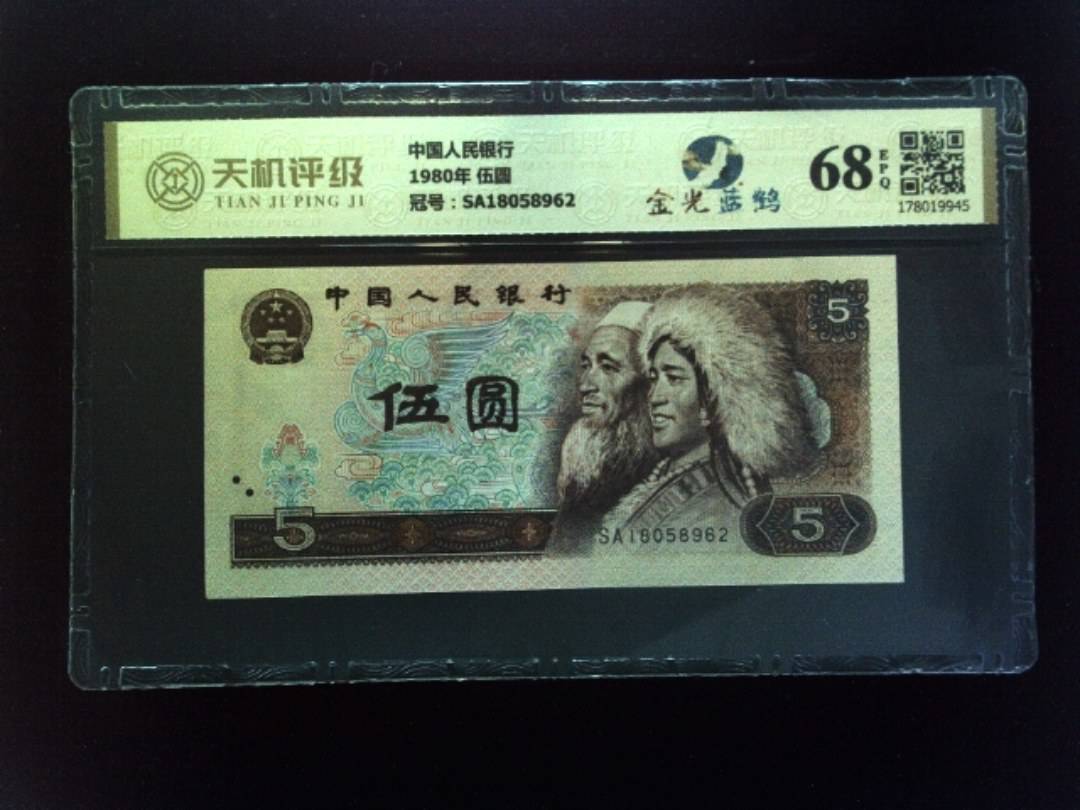 天机评级
TIAN JI PING JI
中国人民银行
1980年 伍圆
冠号：SA18058962
金光蓝鹤
68
EPQ
178019945
中国人民银行
5
伍圆
5
SA18058962
5